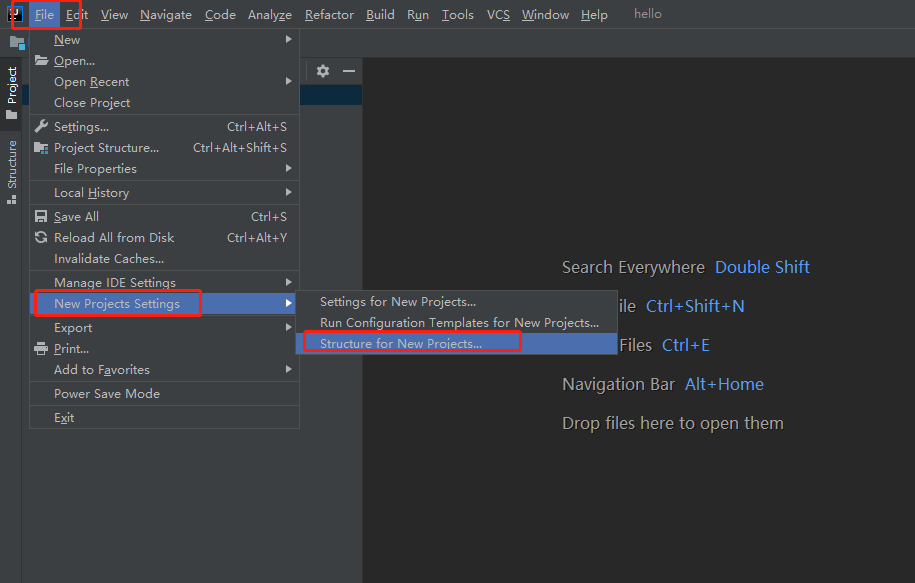 File Edit View Navigate Code Analyze Refactor Build Run Tools VCS Window Help hello
Project
Structure
New
Open...
Open Recent
Close Project
Settings... Ctrl+Alt+S
Project Structure... Ctrl+Alt+Shift+S
File Properties
Local History
Save All Ctrl+S
Reload All from Disk Ctrl+Alt+Y
Invalidate Caches...
Manage IDE Settings
New Projects Settings
Export
Print...
Add to Favorites
Power Save Mode
Exit
Settings for New Projects...
Run Configuration Templates for New Projects...
Structure for New Projects...
Search Everywhere Double Shift
ile Ctrl+Shift+N
Files Ctrl+E
Navigation Bar Alt+Home
Drop files here to open them